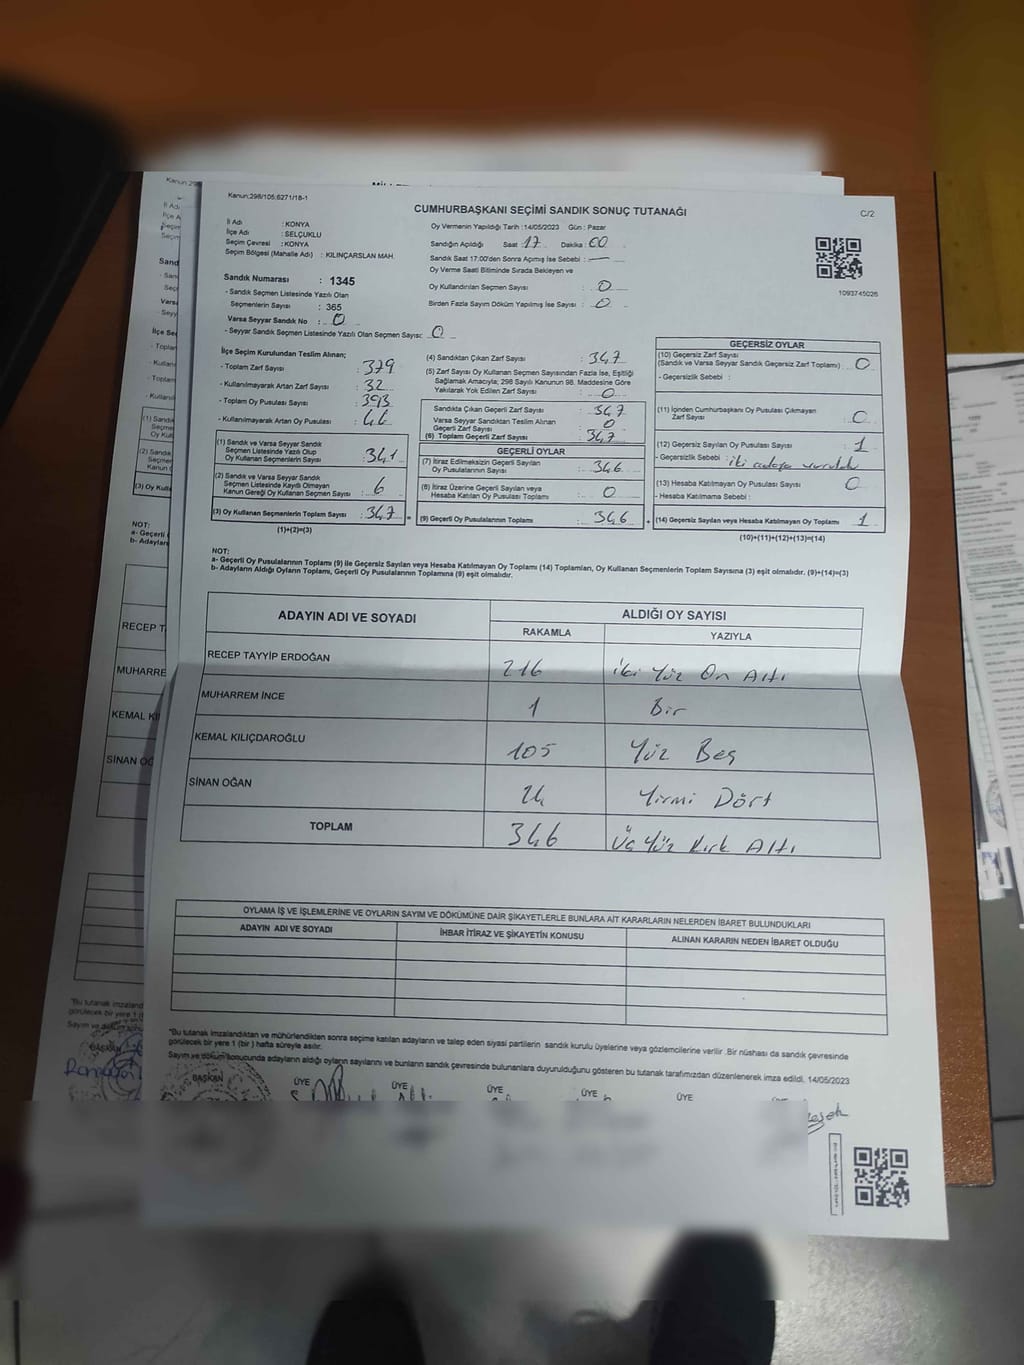 Kanun:298/105;6271/18-1
CUMHURBAŞKANI SEÇİMİ SANDIK SONUÇ TUTANAĞI
C/2
İl Adı : KONYA
İlçe Adı : SELÇUKLU
Seçim Çevresi : KONYA
Seçim Bölgesi (Mahalle Adı) : KILINÇARSLAN MAH.
Oy Vermenin Yapıldığı Tarih :14/05/2023 Gün : Pazar
Sandığın Açıldığı Saat 17 Dakika : 00
Sandık Saat 17:00'den Sonra Açımış İse Sebebi : —
Oy Verme Saati Bitiminde Sırada Bekleyen ve
Oy Kullandırılan Seçmen Sayısı : 0
Birden Fazla Sayım Döküm Yapılmış İse Sayısı : 0
1093745026
Sandık Numarası : 1345
- Sandık Seçmen Listesinde Yazılı Olan
Seçmenlerin Sayısı : 365
Varsa Seyyar Sandık No : 0
- Seyyar Sandık Seçmen Listesinde Yazılı Olan Seçmen Sayısı: 0
İlçe Seçim Kurulundan Teslim Alınan;
- Toplam Zarf Sayısı : 379
- Kullanılmayarak Artan Zarf Sayısı : 32
- Toplam Oy Pusulası Sayısı : 393
- Kullanılmayarak Artan Oy Pusulası : 46
(1) Sandık ve Varsa Seyyar Sandık
Seçmen Listesinde Yazılı Olup
Oy Kullanan Seçmenlerin Sayısı : 341
(2) Sandık ve Varsa Seyyar Sandık
Seçmen Listesinde Kayıtlı Olmayan
Kanun Gereği Oy Kullanan Seçmen Sayısı : 6
(3) Oy Kullanan Seçmenlerin Toplam Sayısı : 347
(1)+(2)=(3)
(4) Sandıktan Çıkan Zarf Sayısı : 347
(5) Zarf Sayısı Oy Kullanan Seçmen Sayısından Fazla İse, Eşitliği
Sağlamak Amacıyla; 298 Sayılı Kanunun 98. Maddesine Göre
Yakılarak Yok Edilen Zarf Sayısı : 0
Sandıkta Çıkan Geçerli Zarf Sayısı : 347
Varsa Seyyar Sandıktan Teslim Alınan
Geçerli Zarf Sayısı : 0
(6) Toplam Geçerli Zarf Sayısı : 347
GEÇERLİ OYLAR
(7) İtiraz Edilmeksizin Geçerli Sayılan
Oy Pusulalarının Sayısı : 346
(8) İtiraz Üzerine Geçerli Sayılan veya
Hesaba Katılan Oy Pusulası Toplamı : 0
(9) Geçerli Oy Pusulalarının Toplamı : 346
GEÇERSİZ OYLAR
(10) Geçersiz Zarf Sayısı
(Sandık ve Varsa Seyyar Sandık Geçersiz Zarf Toplamı) : 0
- Geçersizlik Sebebi :
(11) İçinden Cumhurbaşkanı Oy Pusulası Çıkmayan
Zarf Sayısı : 0
(12) Geçersiz Sayılan Oy Pusulası Sayısı : 1
- Geçersizlik Sebebi : iki adaya
(13) Hesaba Katılmayan Oy Pusulası Sayısı : 0
- Hesaba Katılmama Sebebi :
(14) Geçersiz Sayılan veya Hesaba Katılmayan Oy Toplamı : 1
(10)+(11)+(12)+(13)=(14)
NOT:
a- Geçerli Oy Pusulalarının Toplamı (9) ile Geçersiz Sayılan veya Hesaba Katılmayan Oy Toplamı (14) Toplamları, Oy Kullanan Seçmenlerin Toplam Sayısına (3) eşit olmalıdır. (9)+(14)=(3)
b- Adayların Aldığı Oyların Toplamı, Geçerli Oy Pusulalarının Toplamına (9) eşit olmalıdır.
ADAYIN ADI VE SOYADI ALDIĞI OY SAYISI
RAKAMLA YAZIYLA
RECEP TAYYİP ERDOĞAN 216 İki Yüz On Altı
MUHARREM İNCE 1 Bir
KEMAL KILIÇDAROĞLU 105 Yüz Beş
SİNAN OĞAN 24 Yirmi Dört
TOPLAM 346 Üç Yüz Kırk Altı
OYLAMA İŞ VE İŞLEMLERİNE VE OYLARIN SAYIM VE DÖKÜMÜNE DAİR ŞİKAYETLERLE BUNLARA AİT KARARLARIN NELERDEN İBARET BULUNDUKLARI
ADAYIN ADI VE SOYADI İHBAR İTİRAZ VE ŞİKAYETİN KONUSU ALINAN KARARIN NEDEN İBARET OLDUĞU
"Bu tutanak imzalandıktan ve mühürlendikten sonra seçime katılan adayların ve talep eden siyasi partilerin sandık kurulu üyelerine veya gözlemcilerine verilir .Bir nüshası da sandık çevresinde
görülecek bir yere 1 (bir ) hafta süreyle asılır.
Sayım ve döküm sonucunda adayların aldığı oyların sayılarını ve bunların sandık çevresinde bulunanlara duyurulduğunu gösteren bu tutanak tarafımızdan düzenlenerek imza edildi. 14/05/2023
BAŞKAN ÜYE ÜYE ÜYE ÜYE ÜYE